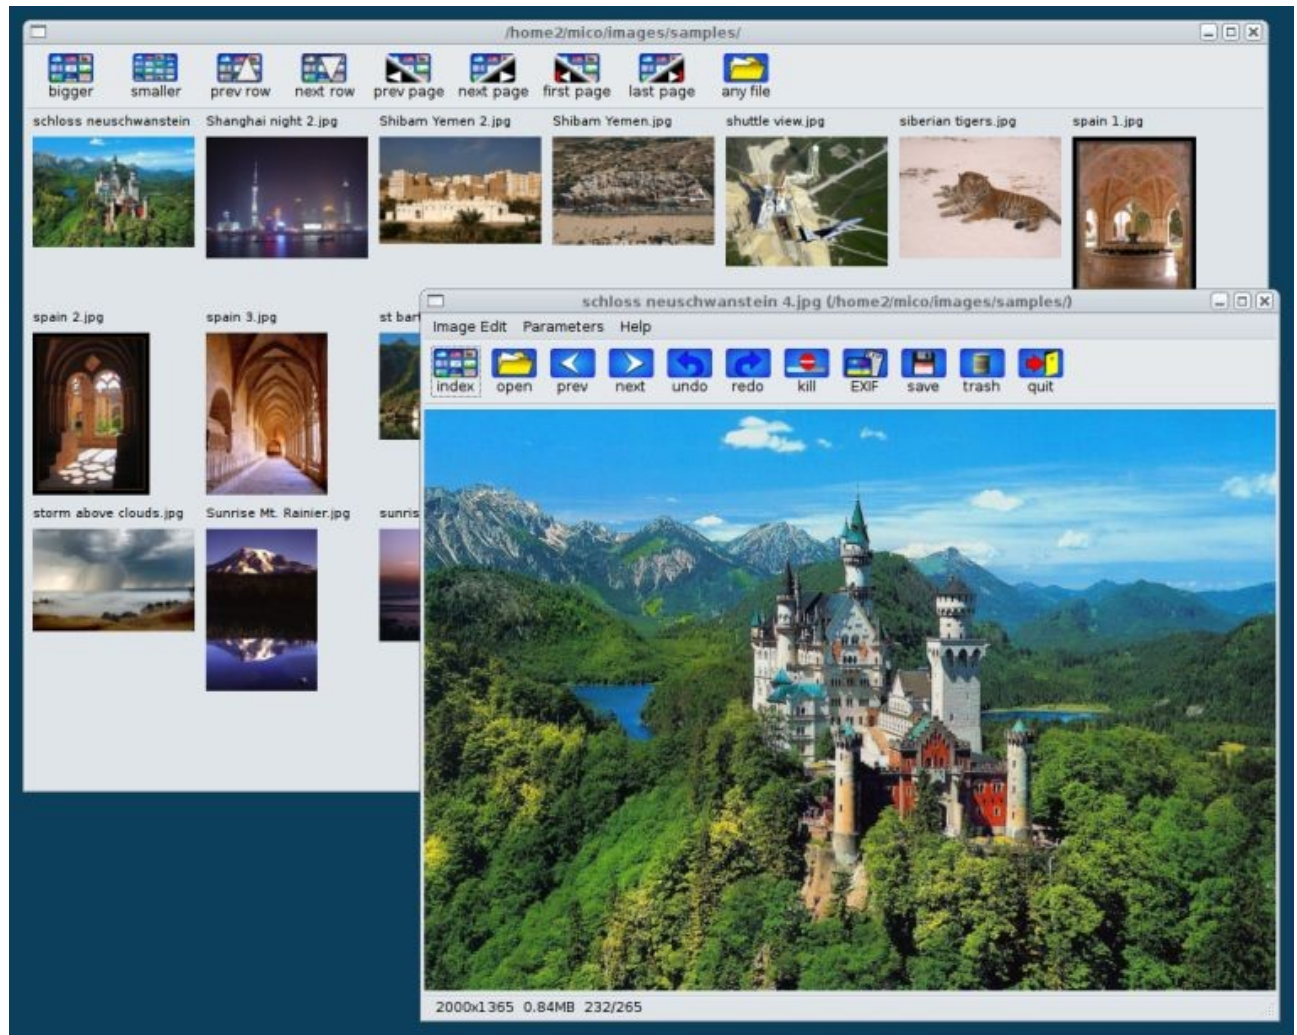 /home2/mico/images/samples/
bigger smaller prev row next row prev page next page first page last page any file
schloss neuschwanstein Shanghai night 2.jpg Shibam Yemen 2.jpg Shibam Yemen.jpg shuttle view.jpg siberian tigers.jpg spain 1.jpg
spain 2.jpg spain 3.jpg st bart
storm above clouds.jpg Sunrise Mt. Rainier.jpg sunris
schloss neuschwanstein 4.jpg (/home2/mico/images/samples/)
Image Edit Parameters Help
index open prev next undo redo kill EXIF save trash quit
2000x1365 0.84MB 232/265